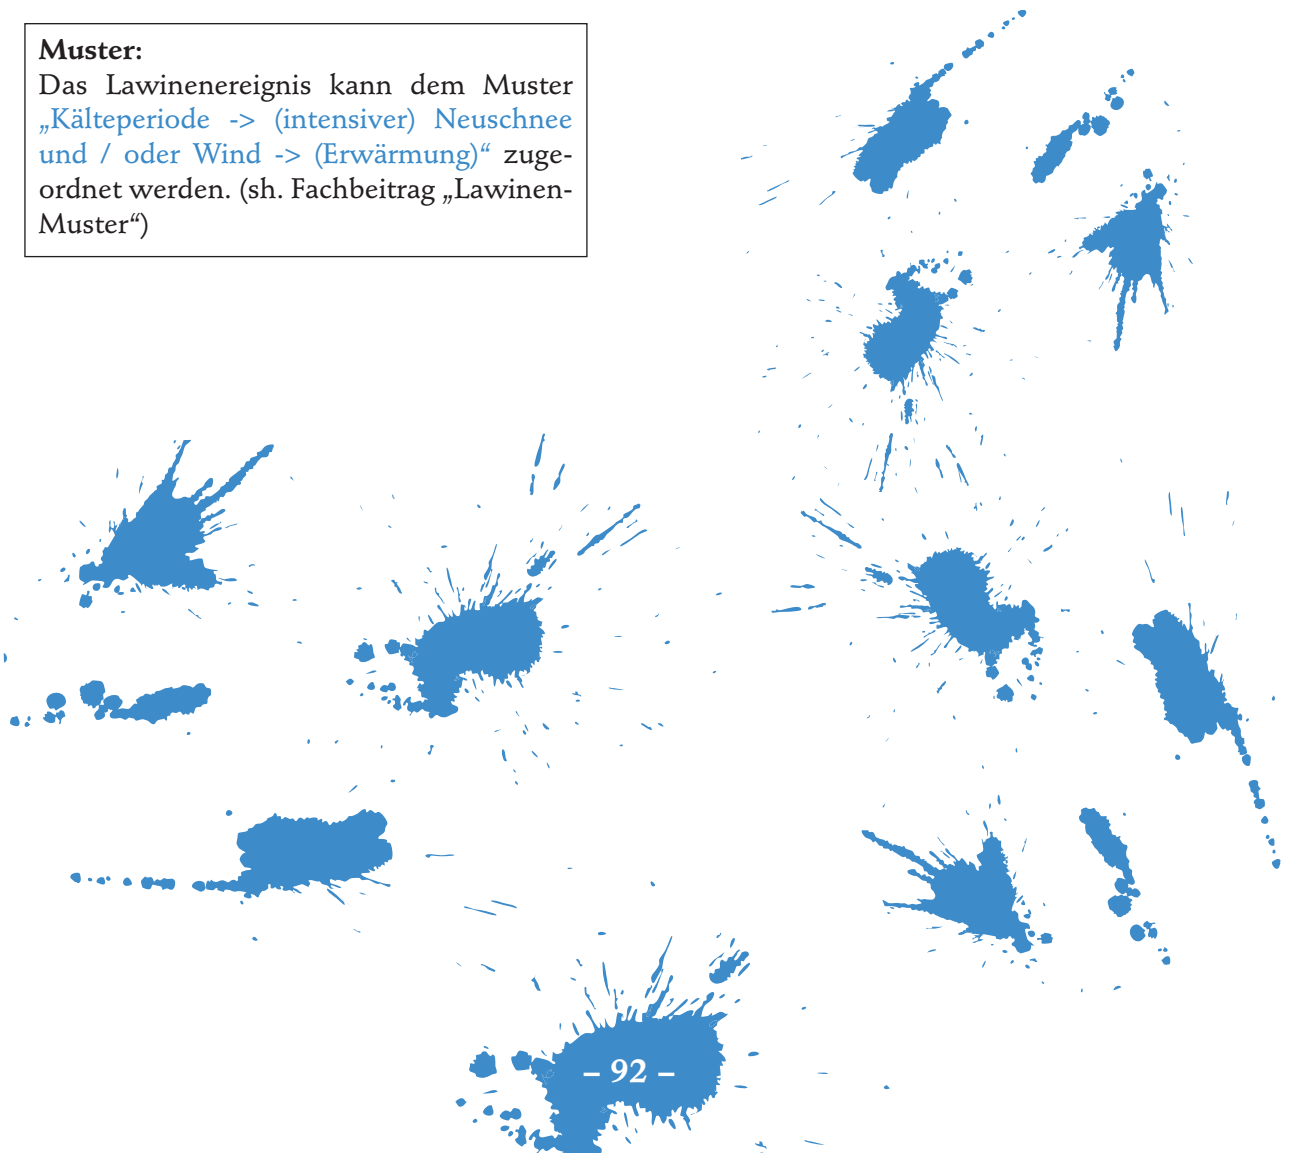 Muster:
Das Lawinenereignis kann dem Muster
„Kälteperiode -> (intensiver) Neuschnee
und / oder Wind -> (Erwärmung)“ zuge-
ordnet werden. (sh. Fachbeitrag „Lawinen-
Muster“)
– 92 –